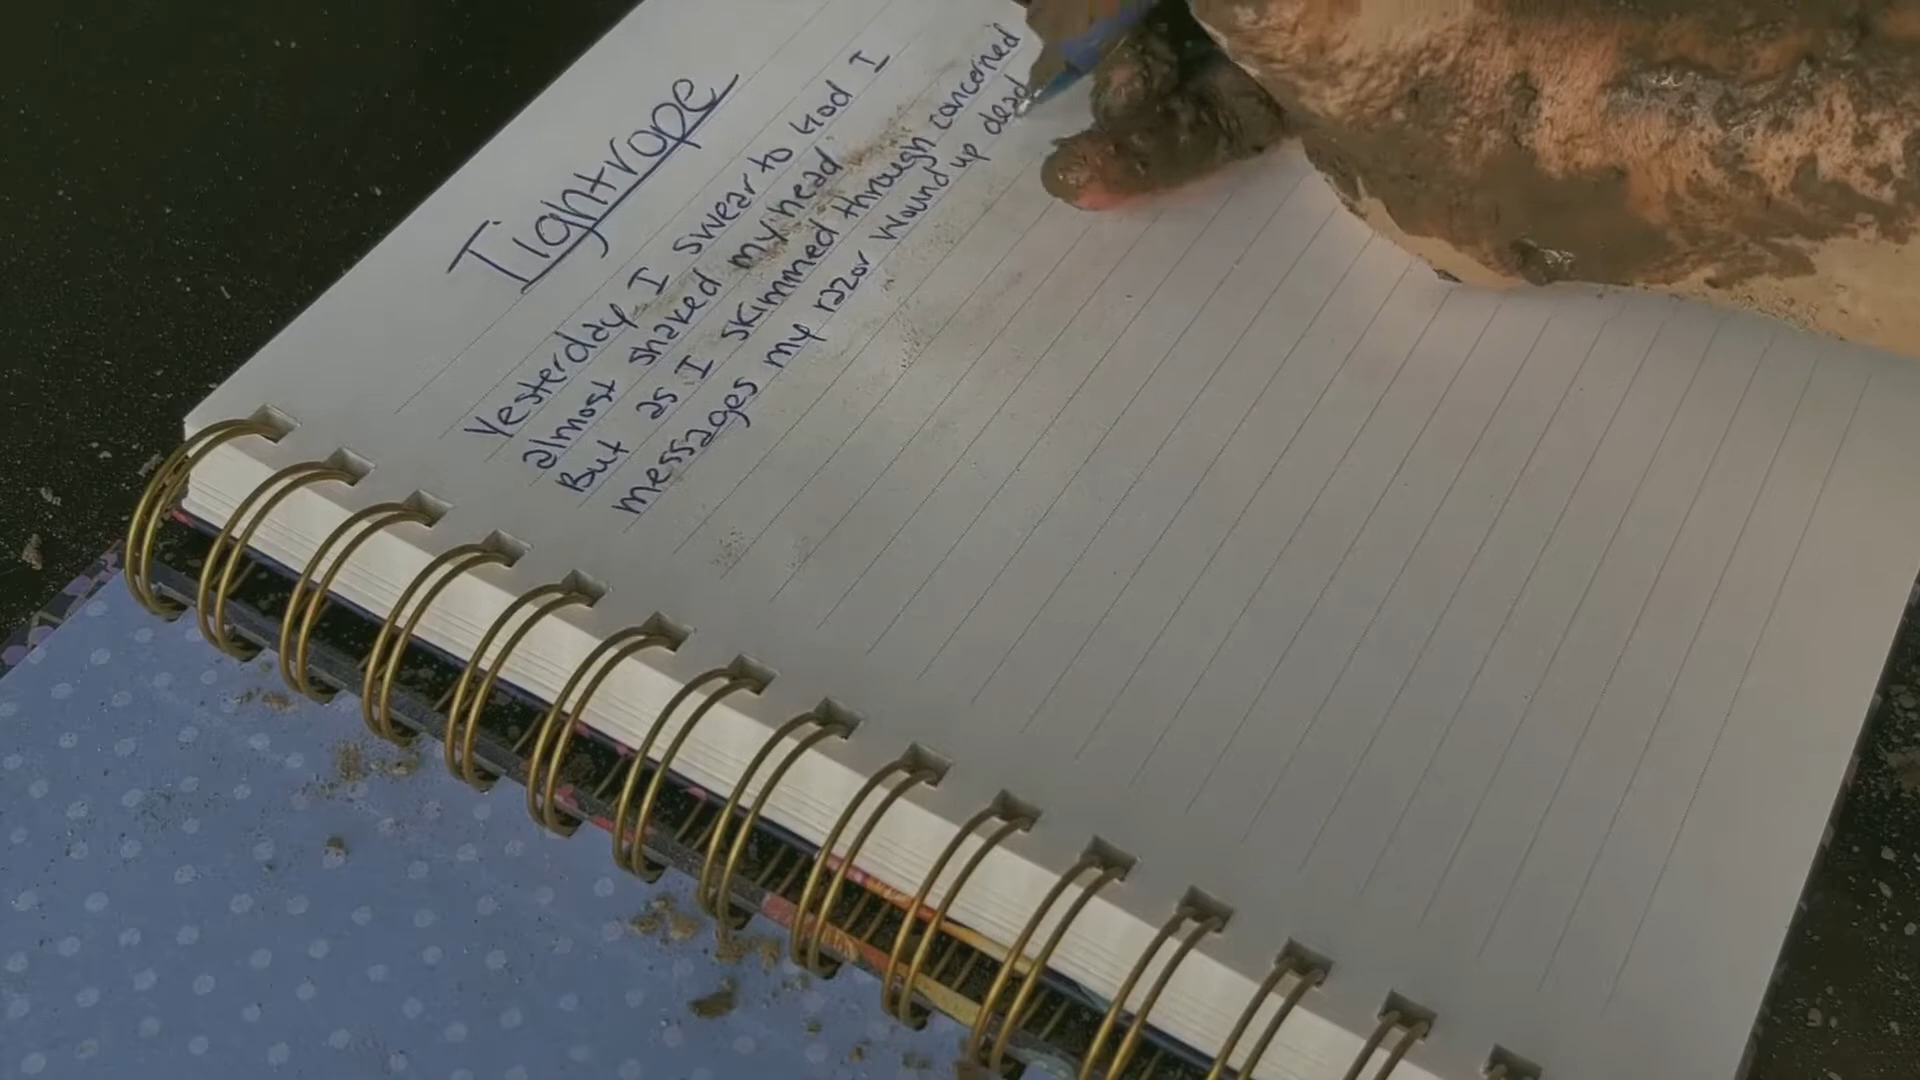 Tightrope
Yesterday I swear to God I
almost shaked my head
But as I skimmed through concerned
messages my razor wound up dead